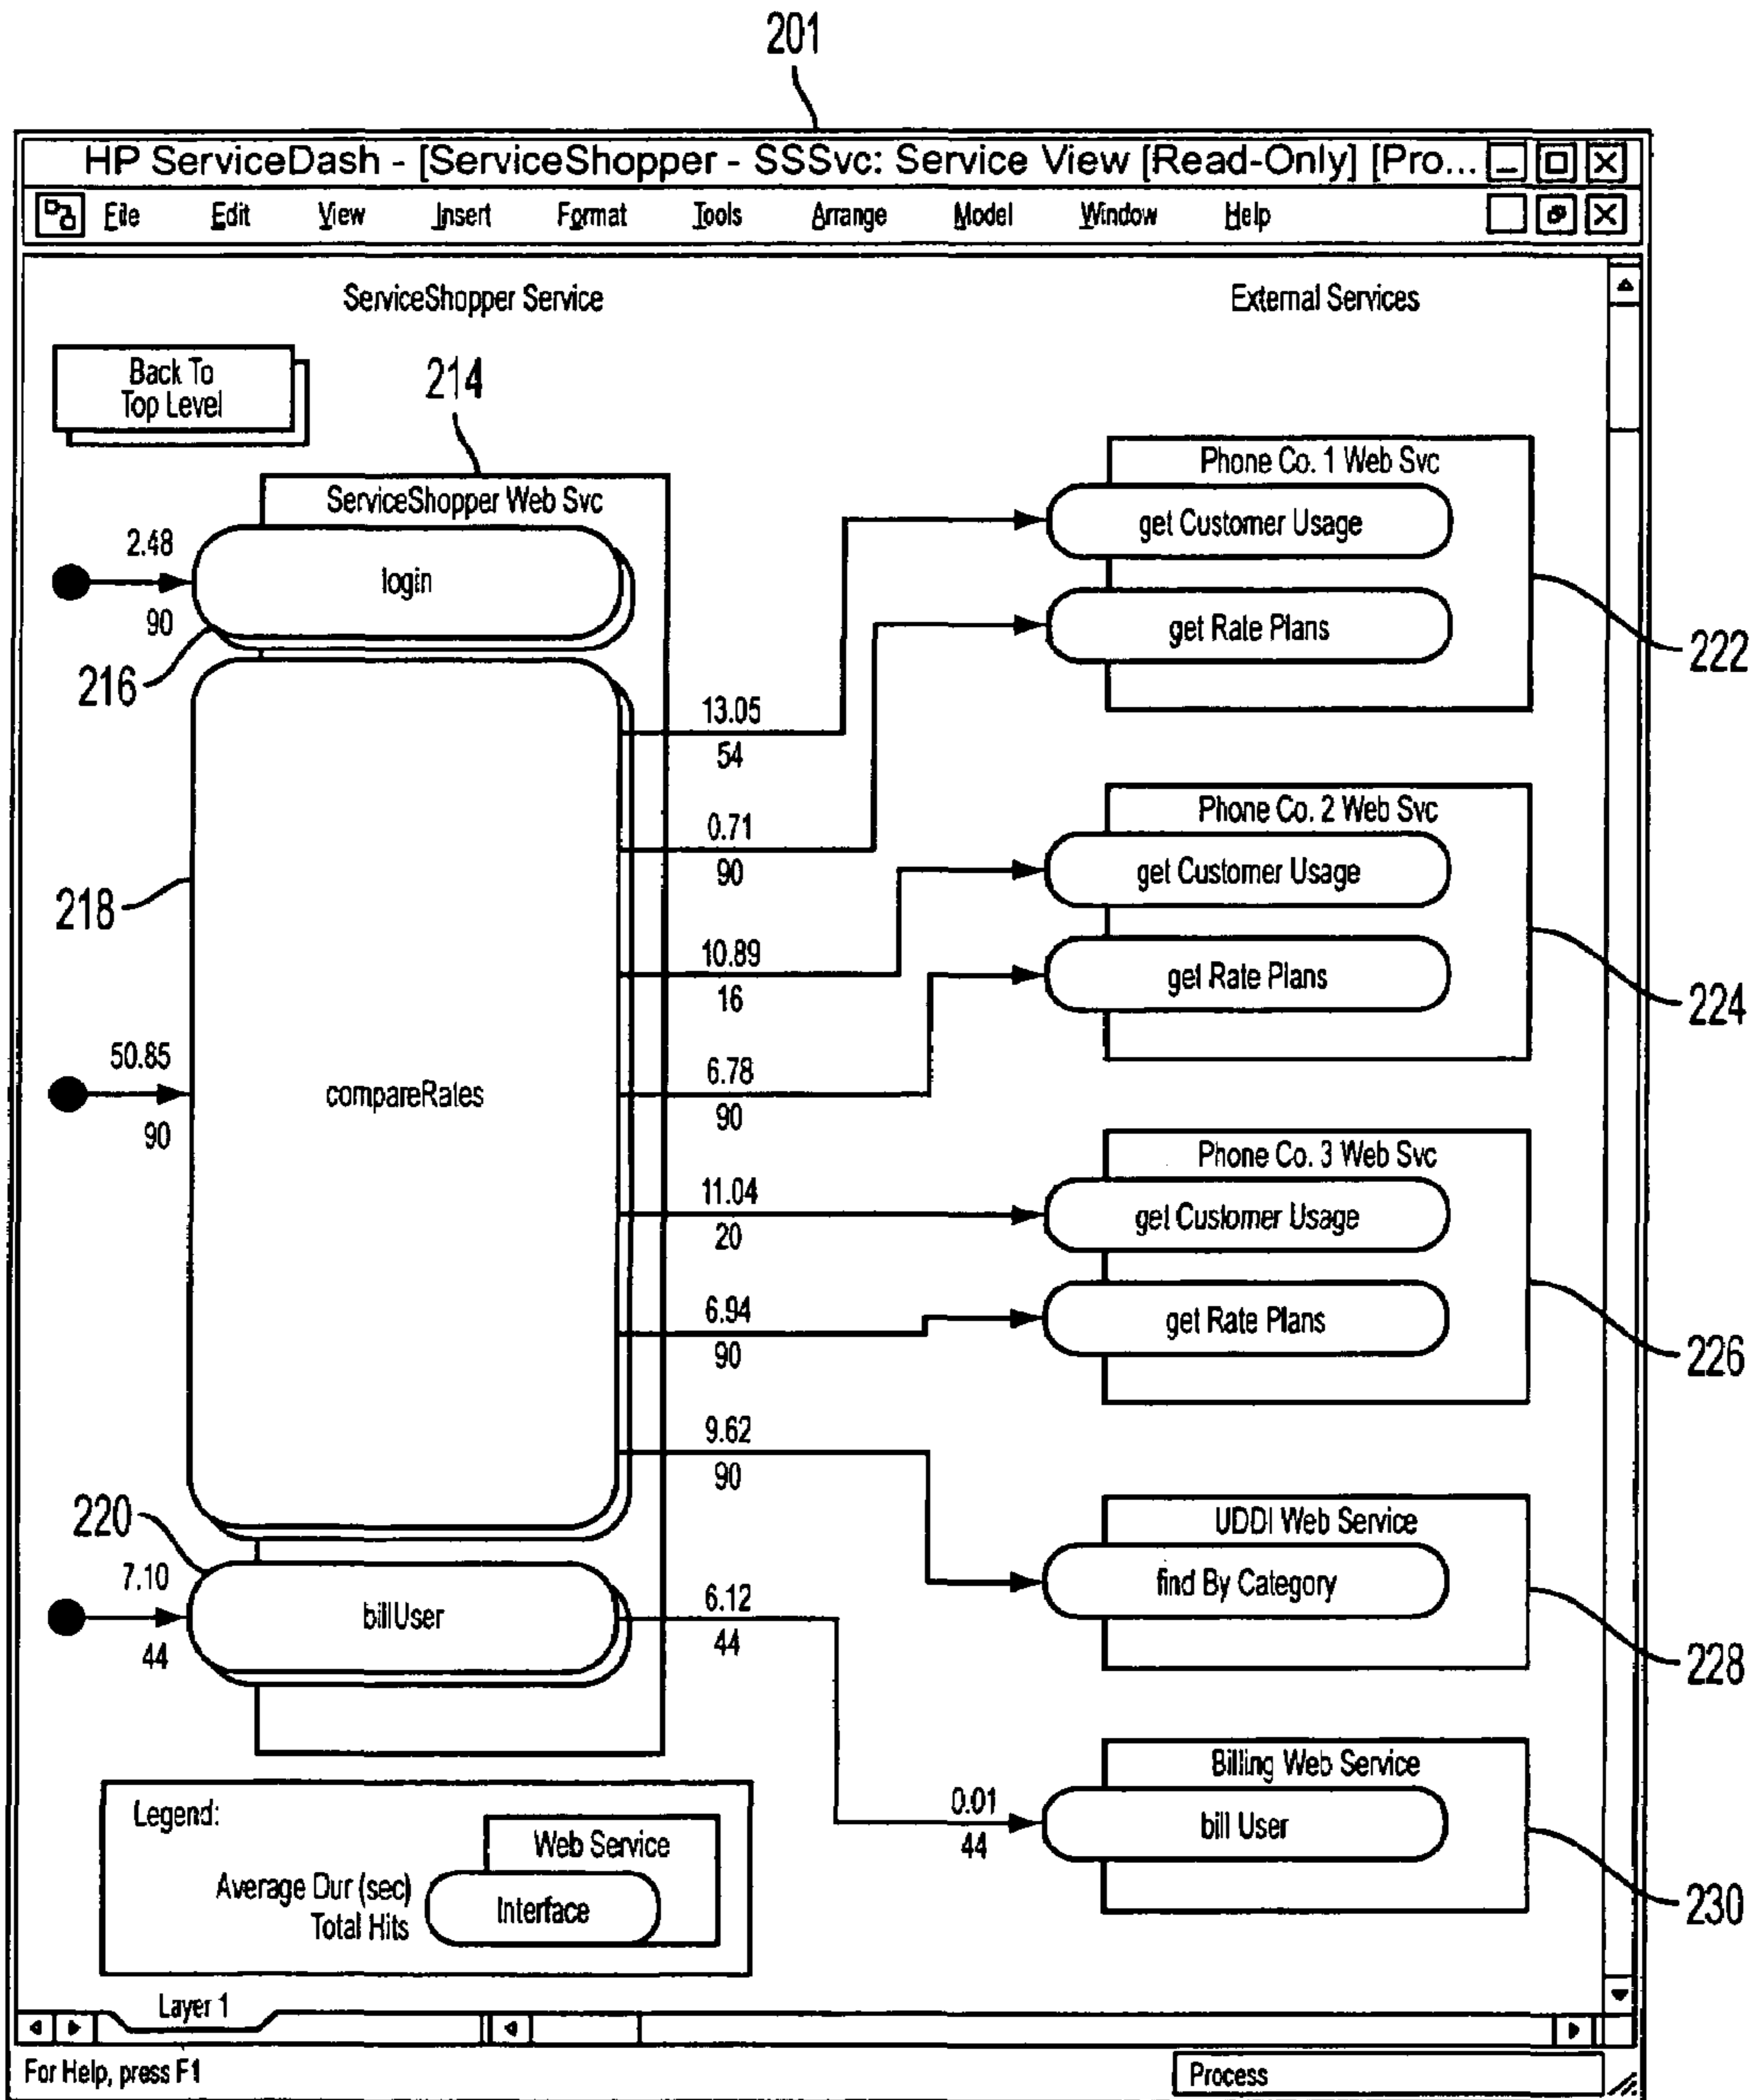 201
HP ServiceDash - [ServiceShopper - SSSvc: Service View [Read-Only] [Pro...
File Edit View Insert Format Tools Arrange Model Window Help
ServiceShopper Service
External Services
Back To
Top Level
214
ServiceShopper Web Svc
2.48
90
login
216
218
50.85
90
compareRates
220
7.10
44
billUser
13.05
54
0.71
90
10.89
16
6.78
90
11.04
20
6.94
90
9.62
90
6.12
44
0.01
44
Phone Co. 1 Web Svc
get Customer Usage
get Rate Plans
222
Phone Co. 2 Web Svc
get Customer Usage
get Rate Plans
224
Phone Co. 3 Web Svc
get Customer Usage
get Rate Plans
226
UDDI Web Service
find By Category
228
Billing Web Service
bill User
230
Legend:
Web Service
Average Dur (sec)
Total Hits
Interface
Layer 1
For Help, press F1
Process